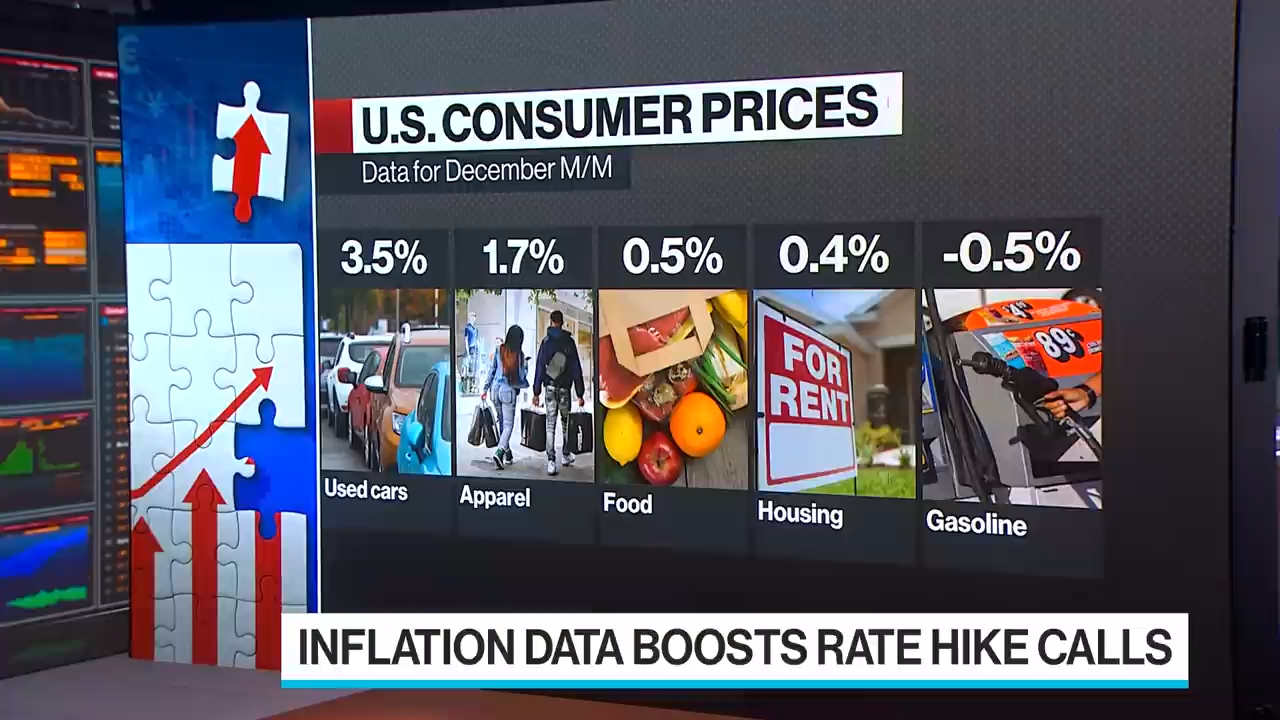 U.S. CONSUMER PRICES
Data for December M/M
3.5%
1.7%
0.5%
0.4%
-0.5%
89
FOR
RENT
Used cars
Apparel
Food
Housing
Gasoline
INFLATION DATA BOOSTS RATE HIKE CALLS